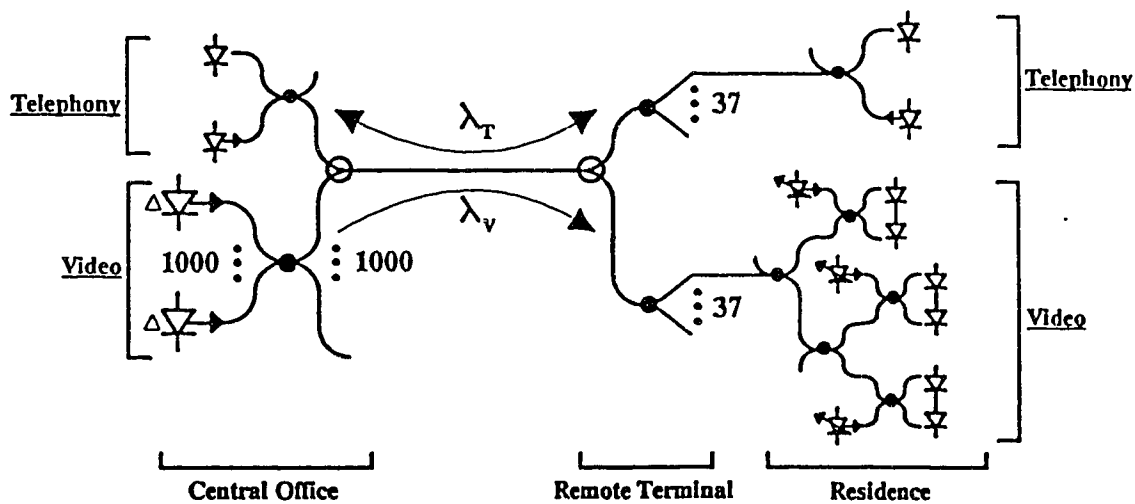 Telephony
Video
Δ
1000
1000
Δ
λT
λV
37
37
Telephony
Video
Central Office
Remote Terminal
Residence